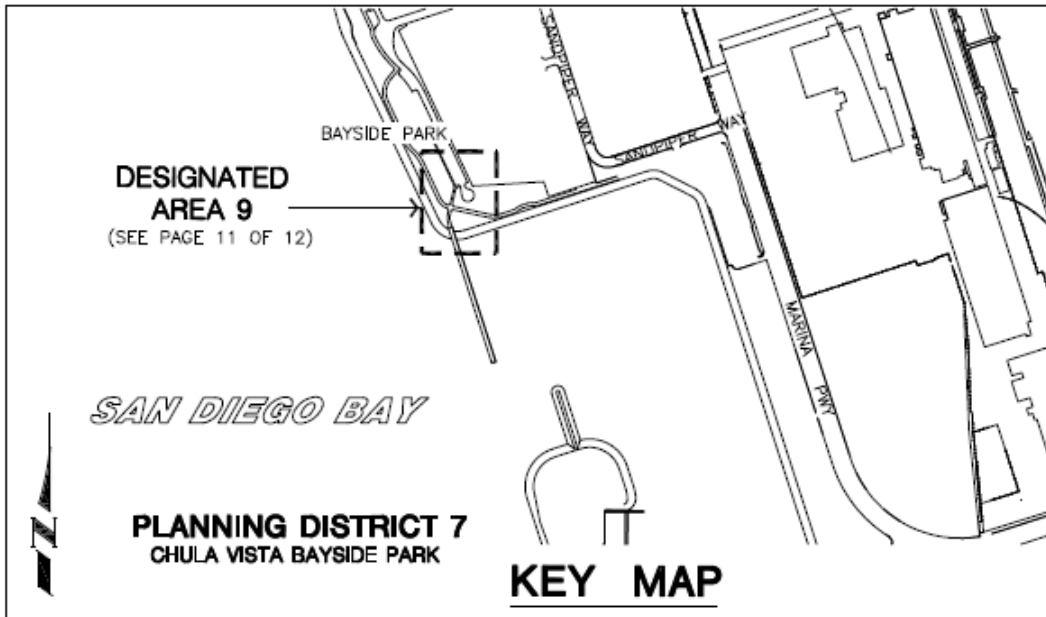 SANDPIPER
WAY
BAYSIDE PARK
SANDPIPER WAY
DESIGNATED
AREA 9
(SEE PAGE 11 OF 12)
MARINA
PWY
SAN DIEGO BAY
N
PLANNING DISTRICT 7
CHULA VISTA BAYSIDE PARK
KEY MAP